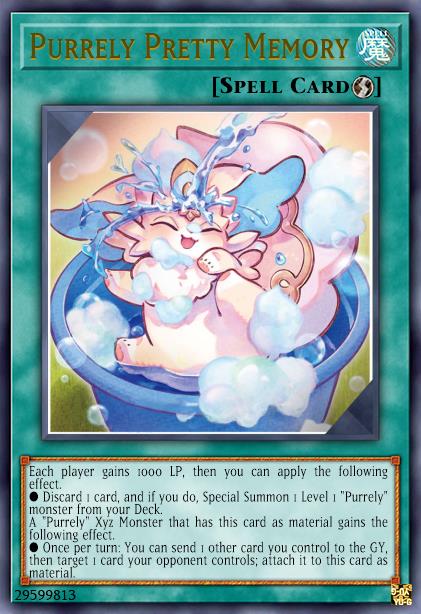 Purrely Pretty Memory
SPELL
魔
[Spell Card]
Each player gains 1000 LP, then you can apply the following
effect.
● Discard 1 card, and if you do, Special Summon 1 Level 1 "Purrely"
monster from your Deck.
A "Purrely" Xyz Monster that has this card as material gains the
following effect.
● Once per turn: You can send 1 other card you control to the GY,
then target 1 card your opponent controls; attach it to this card as
material.
29599813